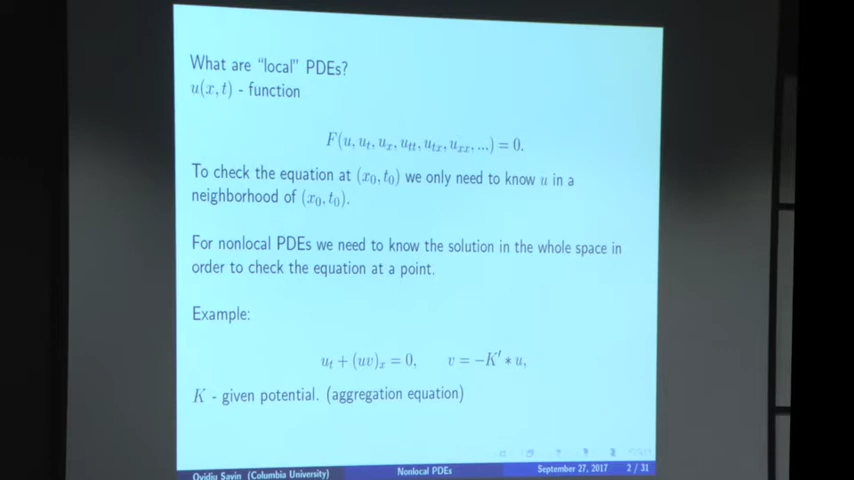 What are “local” PDEs?
u(x, t) - function
F(u, u_t, u_x, u_tt, u_tx, u_xx, ...) = 0.
To check the equation at (x_0, t_0) we only need to know u in a
neighborhood of (x_0, t_0).
For nonlocal PDEs we need to know the solution in the whole space in
order to check the equation at a point.
Example:
u_t + (uv)_x = 0, v = −K′ * u,
K - given potential. (aggregation equation)
Ovidiu Savin (Columbia University) Nonlocal PDEs September 27, 2017 2 / 31